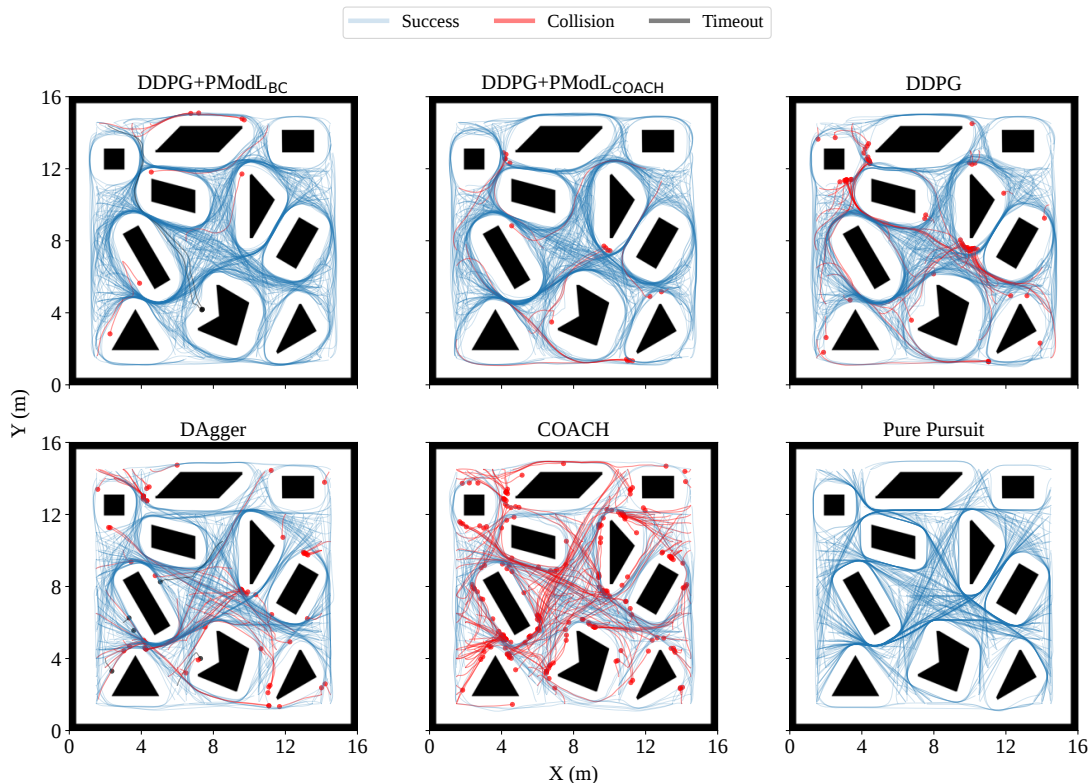 Success Collision Timeout
DDPG+PModL_BC DDPG+PModL_COACH DDPG
16
12
8
4
0
DAgger COACH Pure Pursuit
16
12
8
4
0
0 4 8 12 16 0 4 8 12 16 0 4 8 12 16
Y (m)
X (m)